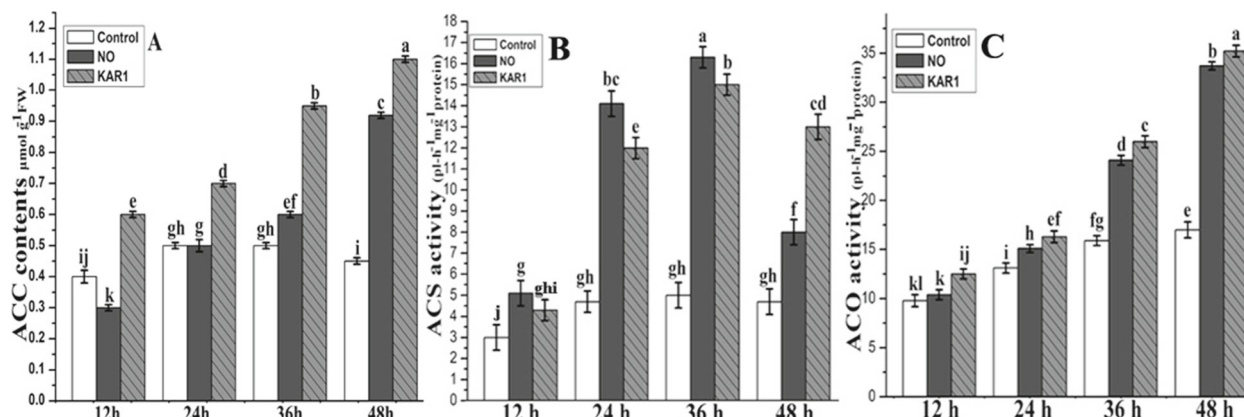 A
Control
NO
KAR1
ACC contents μmol g⁻¹FW
1.2
1.1
1.0
0.9
0.8
0.7
0.6
0.5
0.4
0.3
0.2
0.1
0.0
ij
k
e
gh
g
d
gh
ef
b
i
c
a
12h
24h
36h
48h
B
Control
NO
KAR1
ACS activity (pl-h⁻¹mg⁻¹protein)
18
17
16
15
14
13
12
11
10
9
8
7
6
5
4
3
2
1
0
j
g
ghi
gh
bc
e
gh
a
b
gh
f
cd
12 h
24 h
36 h
48 h
C
Control
NO
KAR1
ACO activity (pl-h⁻¹mg⁻¹protein)
35
30
25
20
15
10
5
0
kl
k
ij
i
h
ef
fg
d
c
e
b
a
12 h
24 h
36 h
48 h